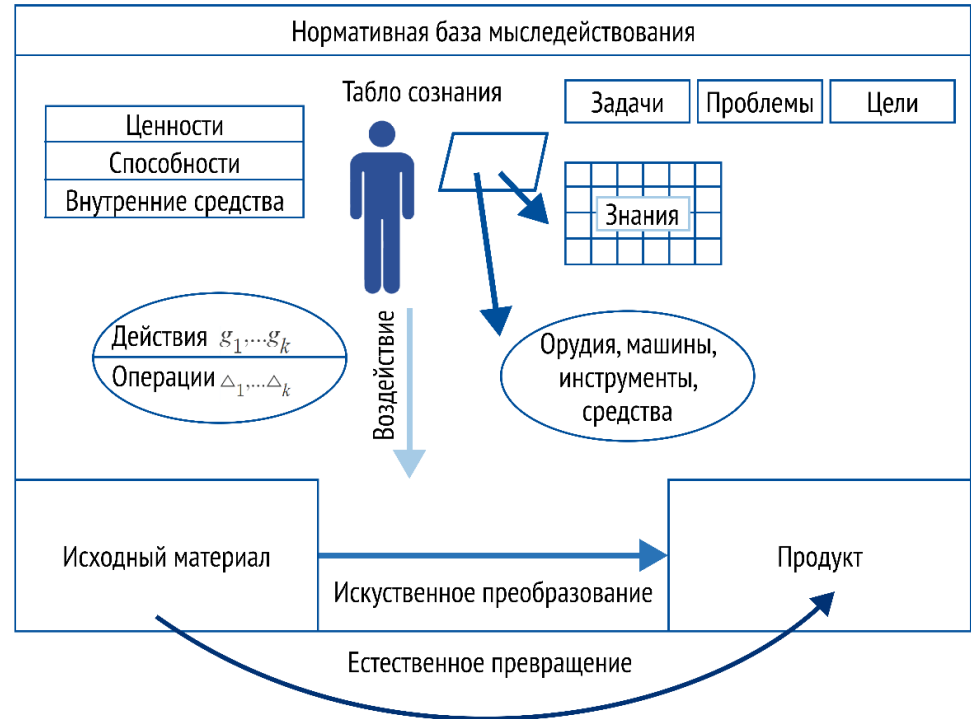 Нормативная база мыследействования
Табло сознания
Задачи
Проблемы
Цели
Ценности
Способности
Внутренние средства
Знания
Действия g₁,...gₖ
Операции △₁,...△ₖ
Воздействие
Орудия, машины,
инструменты,
средства
Исходный материал
Искуственное преобразование
Продукт
Естественное превращение